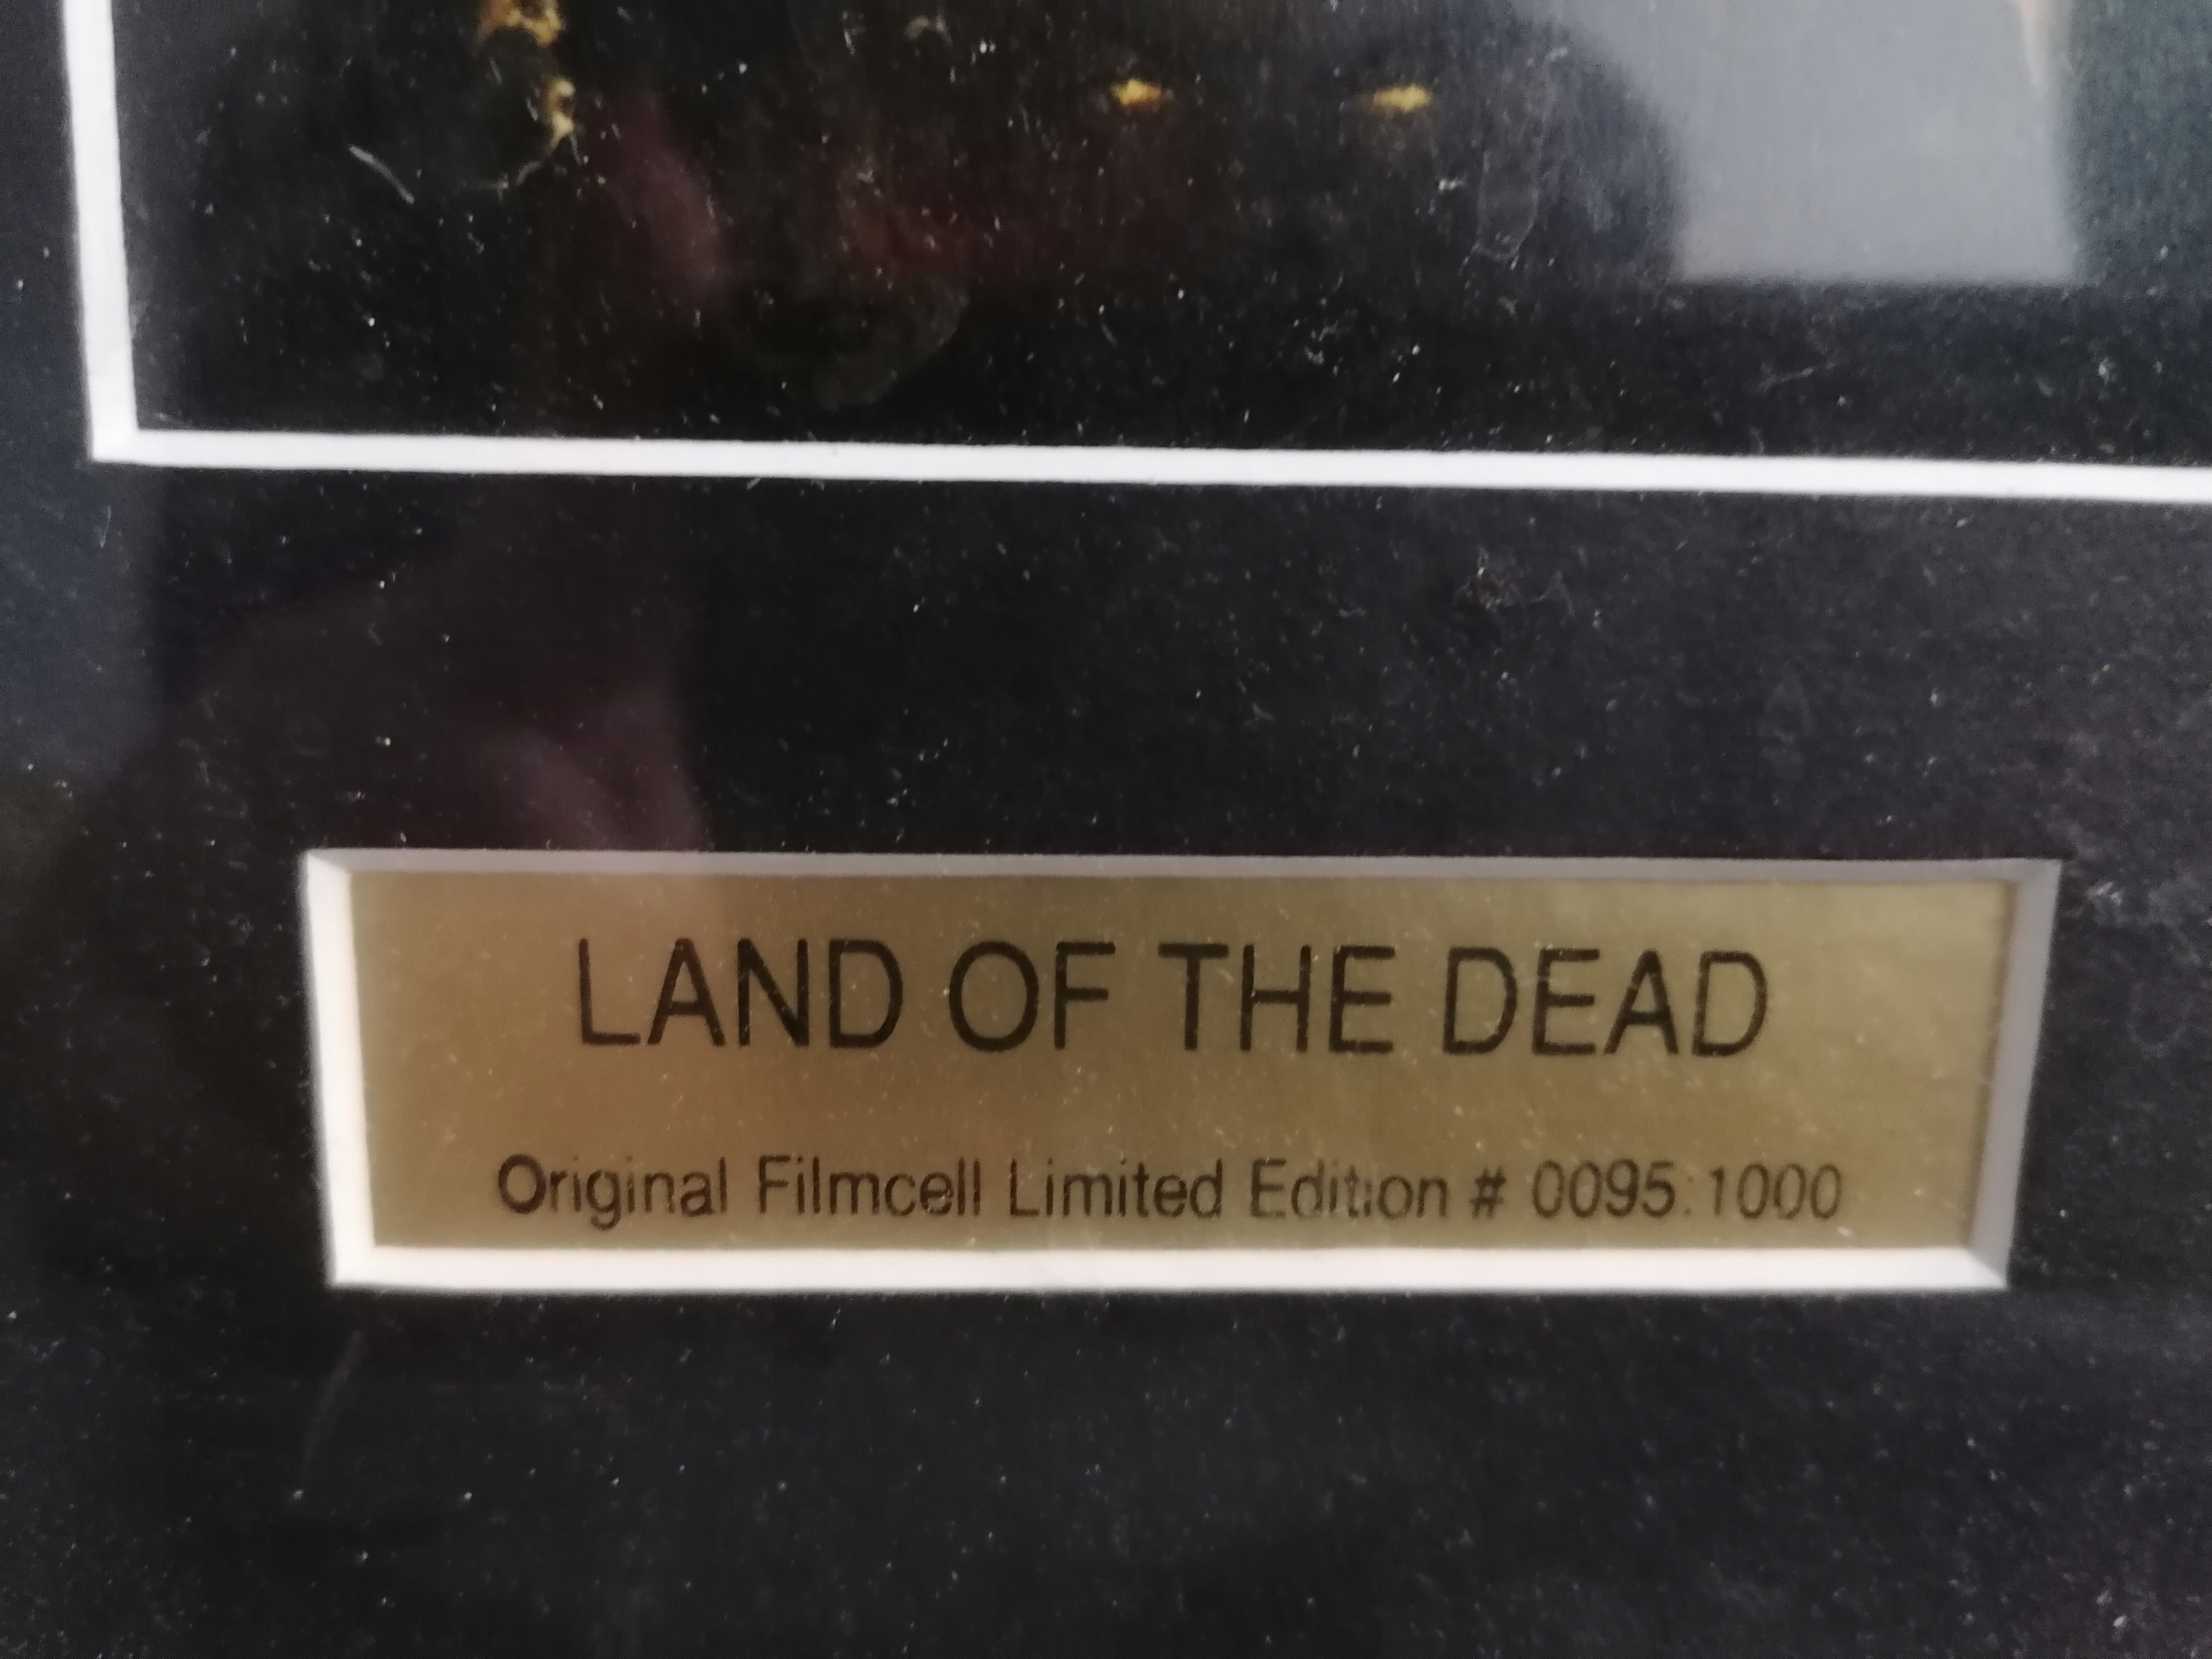 LAND OF THE DEAD
Original Filmcell Limited Edition # 0095:1000